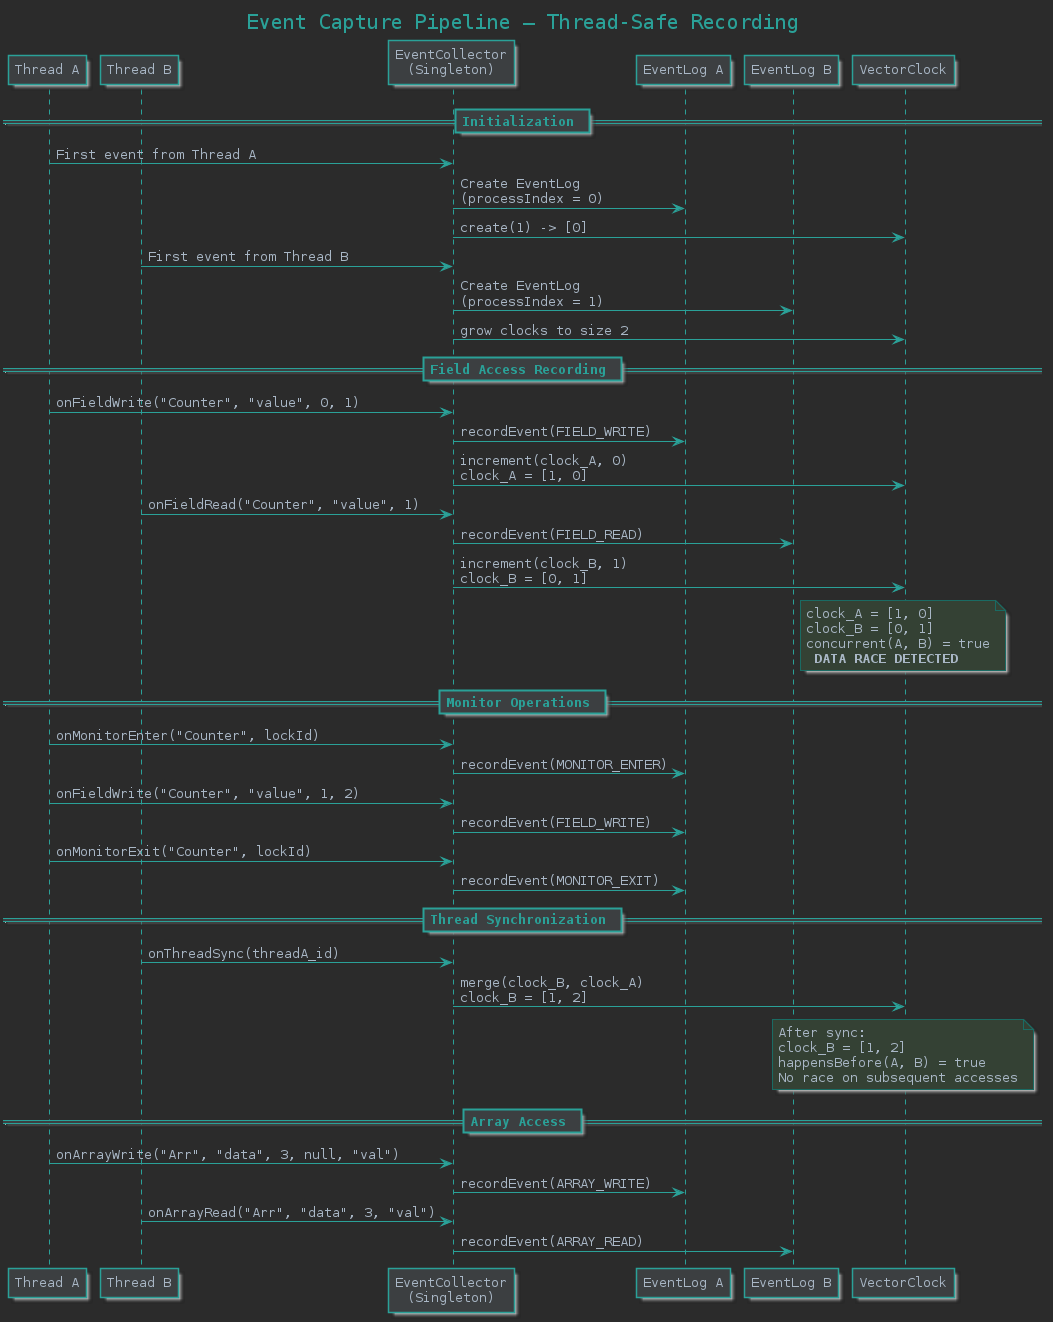 Event Capture Pipeline — Thread-Safe Recording
Thread A
Thread B
EventCollector
(Singleton)
EventLog A
EventLog B
VectorClock
Initialization
First event from Thread A
Create EventLog
(processIndex = 0)
create(1) -> [0]
First event from Thread B
Create EventLog
(processIndex = 1)
grow clocks to size 2
Field Access Recording
onFieldWrite("Counter", "value", 0, 1)
recordEvent(FIELD_WRITE)
increment(clock_A, 0)
clock_A = [1, 0]
onFieldRead("Counter", "value", 1)
recordEvent(FIELD_READ)
increment(clock_B, 1)
clock_B = [0, 1]
clock_A = [1, 0]
clock_B = [0, 1]
concurrent(A, B) = true
DATA RACE DETECTED
Monitor Operations
onMonitorEnter("Counter", lockId)
recordEvent(MONITOR_ENTER)
onFieldWrite("Counter", "value", 1, 2)
recordEvent(FIELD_WRITE)
onMonitorExit("Counter", lockId)
recordEvent(MONITOR_EXIT)
Thread Synchronization
onThreadSync(threadA_id)
merge(clock_B, clock_A)
clock_B = [1, 2]
After sync:
clock_B = [1, 2]
happensBefore(A, B) = true
No race on subsequent accesses
Array Access
onArrayWrite("Arr", "data", 3, null, "val")
recordEvent(ARRAY_WRITE)
onArrayRead("Arr", "data", 3, "val")
recordEvent(ARRAY_READ)
Thread A
Thread B
EventCollector
(Singleton)
EventLog A
EventLog B
VectorClock